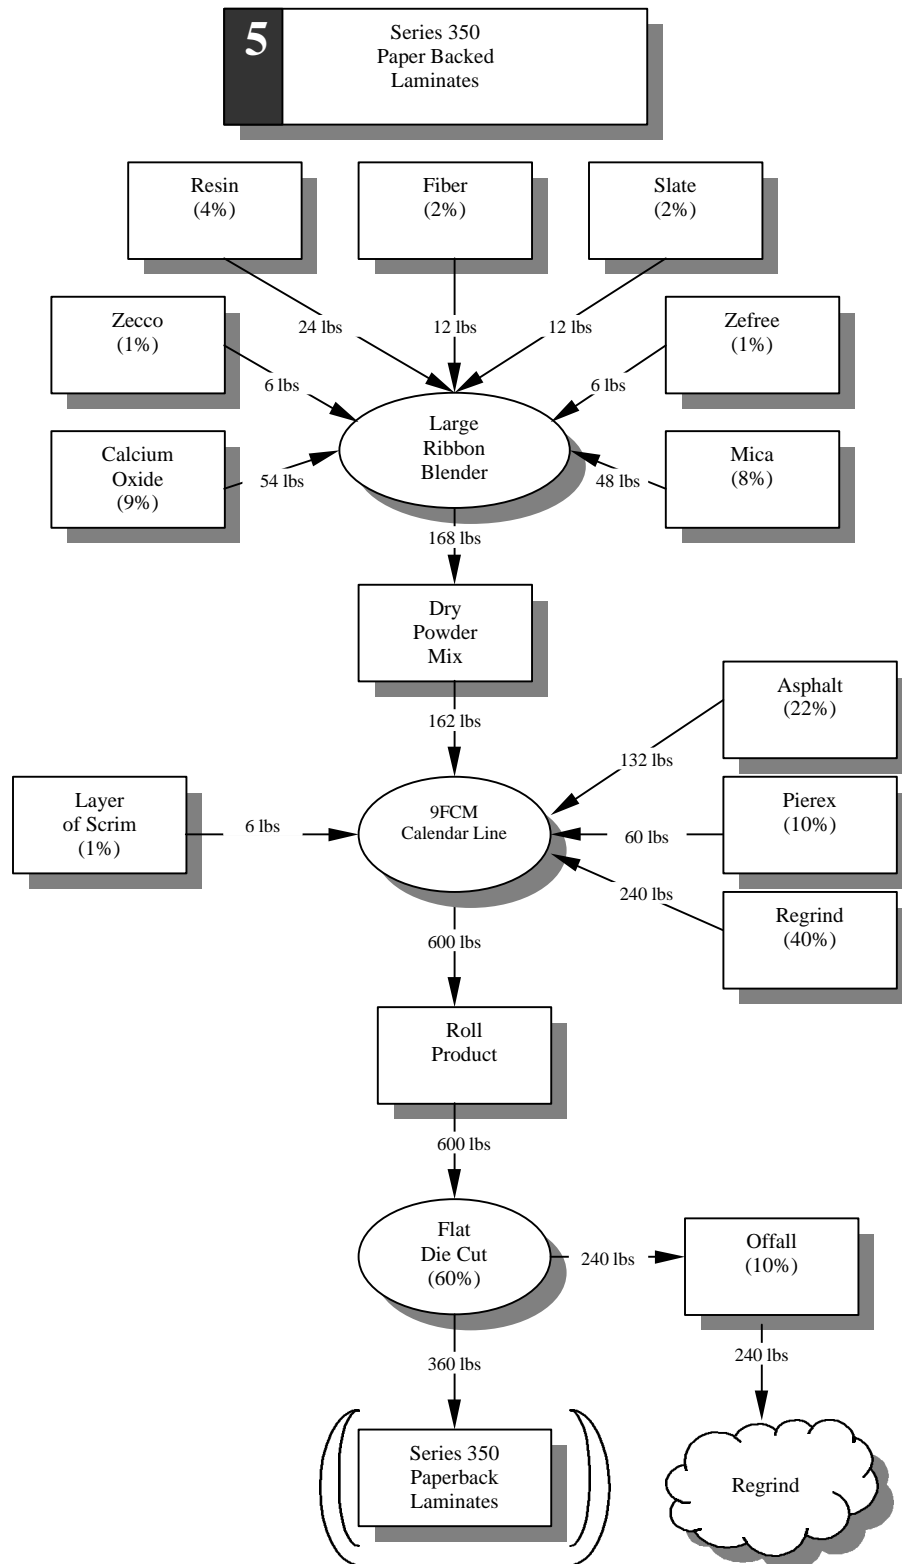 5
Series 350
Paper Backed
Laminates
Resin
(4%)
Fiber
(2%)
Slate
(2%)
24 lbs
12 lbs
12 lbs
Zecco
(1%)
Zefree
(1%)
6 lbs
6 lbs
Large
Ribbon
Blender
Calcium
Oxide
(9%)
54 lbs
48 lbs
Mica
(8%)
168 lbs
Dry
Powder
Mix
162 lbs
Asphalt
(22%)
132 lbs
Layer
of Scrim
(1%)
6 lbs
9FCM
Calendar Line
60 lbs
Pierex
(10%)
240 lbs
Regrind
(40%)
600 lbs
Roll
Product
600 lbs
Flat
Die Cut
(60%)
240 lbs
Offall
(10%)
360 lbs
240 lbs
Series 350
Paperback
Laminates
Regrind